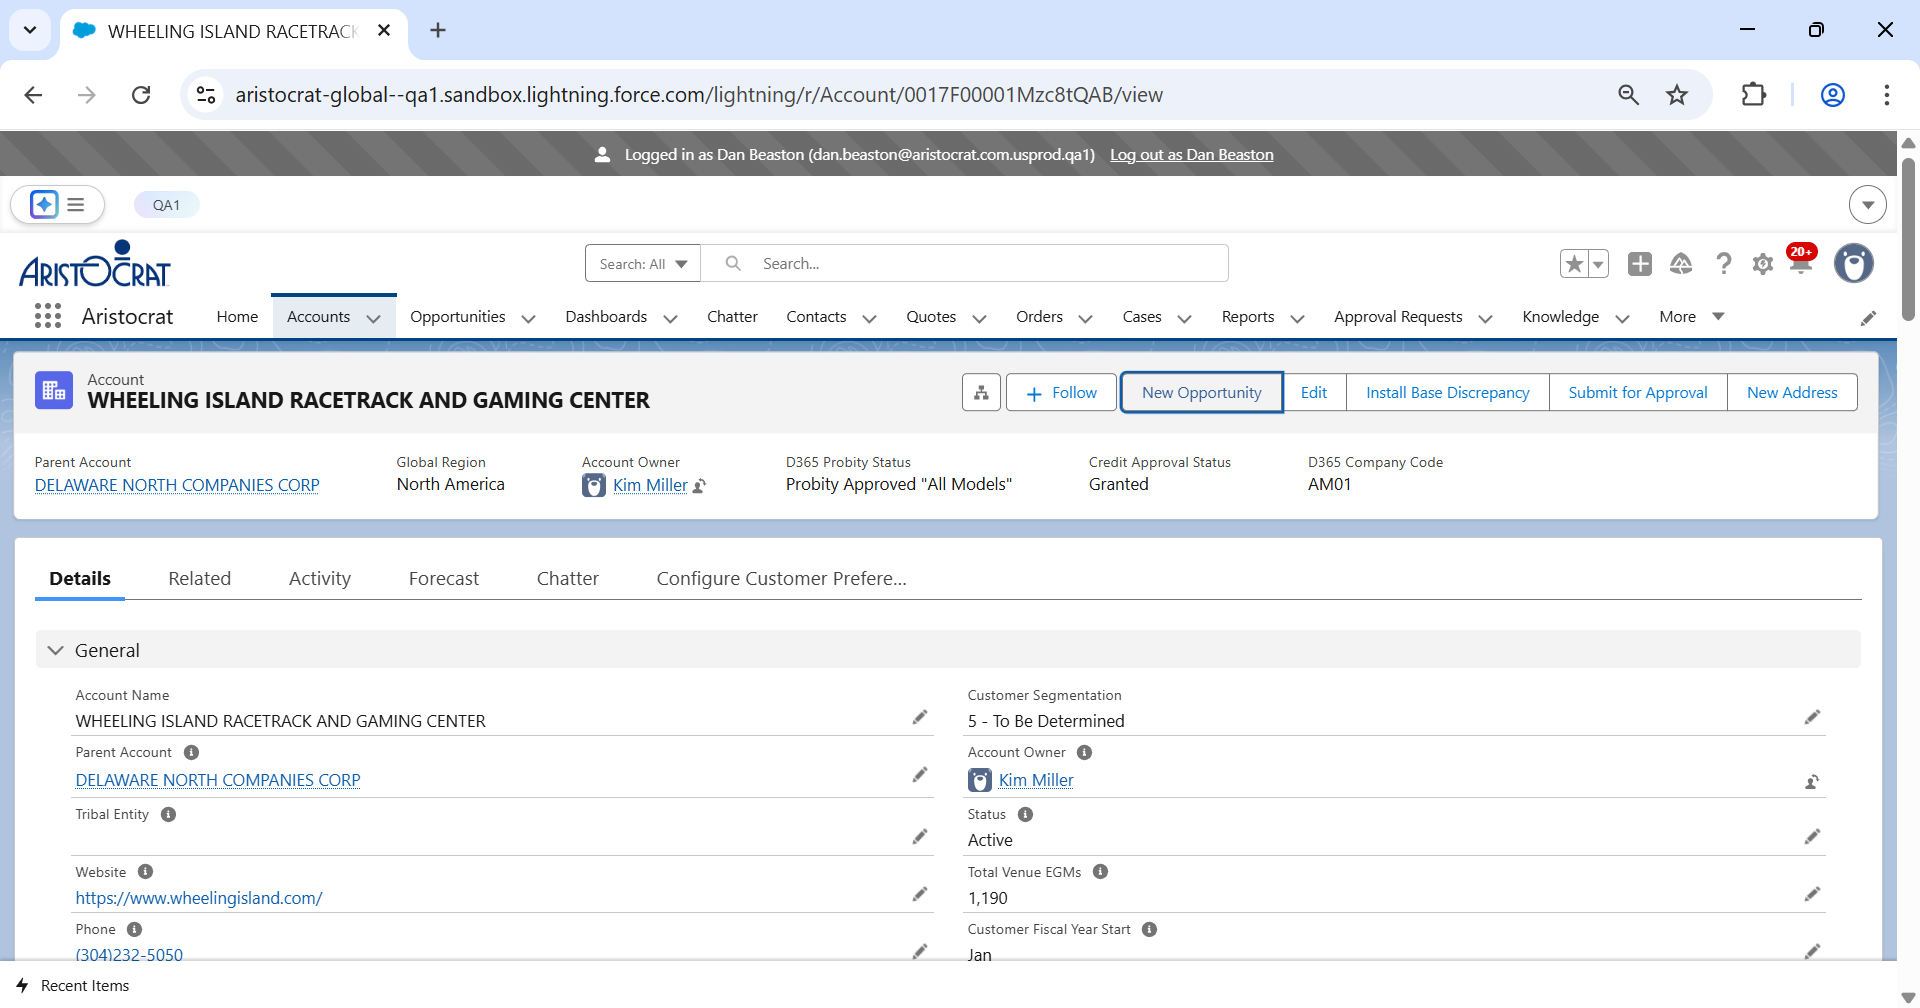 WHEELING ISLAND RACETRACK
aristocrat-global--qa1.sandbox.lightning.force.com/lightning/r/Account/0017F00001Mzc8tQAB/view
Logged in as Dan Beaston (dan.beaston@aristocrat.com.usprod.qa1) Log out as Dan Beaston
QA1
ARISTOCRAT
Search: All
Search...
20+
Aristocrat
Home
Accounts
Opportunities
Dashboards
Chatter
Contacts
Quotes
Orders
Cases
Reports
Approval Requests
Knowledge
More
Account
WHEELING ISLAND RACETRACK AND GAMING CENTER
Follow
New Opportunity
Edit
Install Base Discrepancy
Submit for Approval
New Address
Parent Account
DELAWARE NORTH COMPANIES CORP
Global Region
North America
Account Owner
Kim Miller
D365 Probity Status
Probity Approved "All Models"
Credit Approval Status
Granted
D365 Company Code
AM01
Details
Related
Activity
Forecast
Chatter
Configure Customer Prefere...
General
Account Name
WHEELING ISLAND RACETRACK AND GAMING CENTER
Customer Segmentation
5 - To Be Determined
Parent Account
DELAWARE NORTH COMPANIES CORP
Account Owner
Kim Miller
Tribal Entity
Status
Active
Website
https://www.wheelingisland.com/
Total Venue EGMs
1,190
Phone
(304)232-5050
Customer Fiscal Year Start
Jan
Recent Items